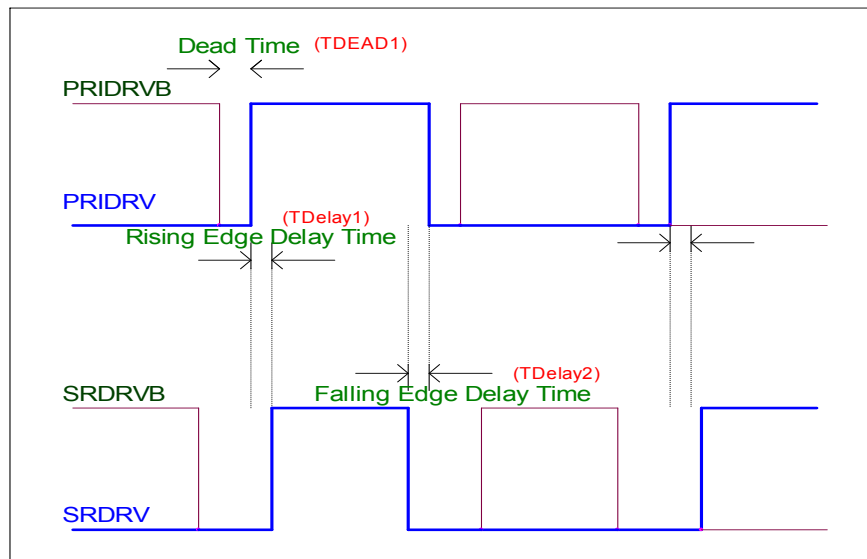 Dead Time (TDEAD1)
PRIDRVB
PRIDRV
(TDelay1)
Rising Edge Delay Time
(TDelay2)
SRDRVB
Falling Edge Delay Time
SRDRV